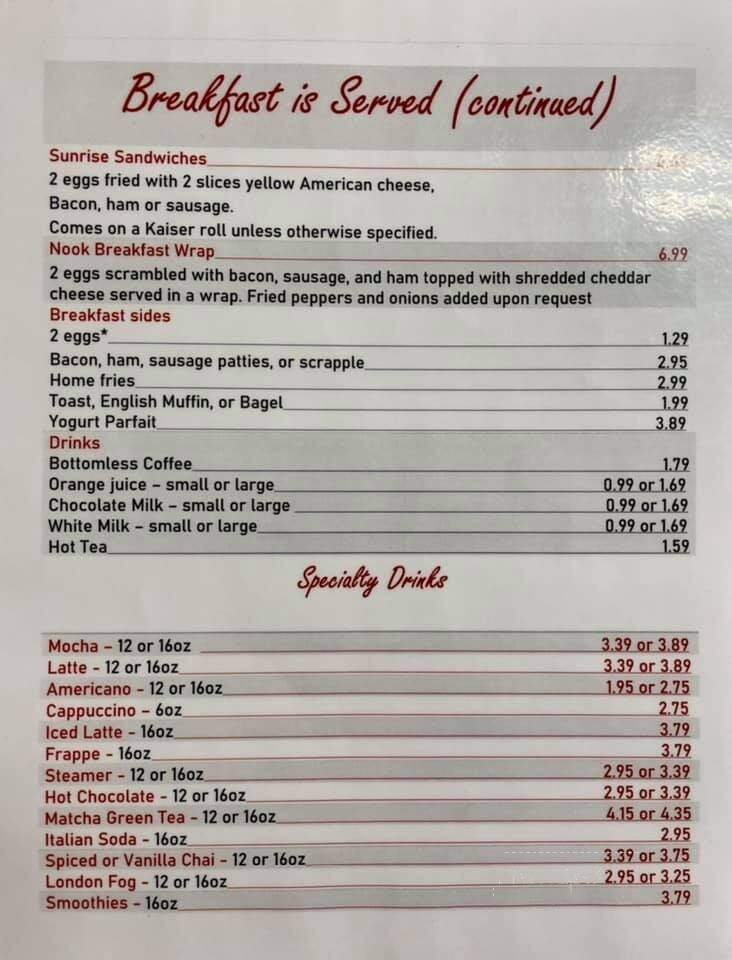 Breakfast is Served (continued)
Sunrise Sandwiches
2 eggs fried with 2 slices yellow American cheese,
Bacon, ham or sausage.
Comes on a Kaiser roll unless otherwise specified.
Nook Breakfast Wrap 6.99
2 eggs scrambled with bacon, sausage, and ham topped with shredded cheddar
cheese served in a wrap. Fried peppers and onions added upon request
Breakfast sides
2 eggs* 1.29
Bacon, ham, sausage patties, or scrapple 2.95
Home fries 2.99
Toast, English Muffin, or Bagel 1.99
Yogurt Parfait 3.89
Drinks
Bottomless Coffee 1.79
Orange juice – small or large 0.99 or 1.69
Chocolate Milk – small or large 0.99 or 1.69
White Milk – small or large 0.99 or 1.69
Hot Tea 1.59
Specialty Drinks
Mocha – 12 or 16oz 3.39 or 3.89
Latte - 12 or 16oz 3.39 or 3.89
Americano - 12 or 16oz 1.95 or 2.75
Cappuccino – 6oz 2.75
Iced Latte - 16oz 3.79
Frappe - 16oz 3.79
Steamer - 12 or 16oz 2.95 or 3.39
Hot Chocolate - 12 or 16oz 2.95 or 3.39
Matcha Green Tea - 12 or 16oz 4.15 or 4.35
Italian Soda - 16oz 2.95
Spiced or Vanilla Chai - 12 or 16oz 3.39 or 3.75
London Fog - 12 or 16oz 2.95 or 3.25
Smoothies - 16oz 3.79